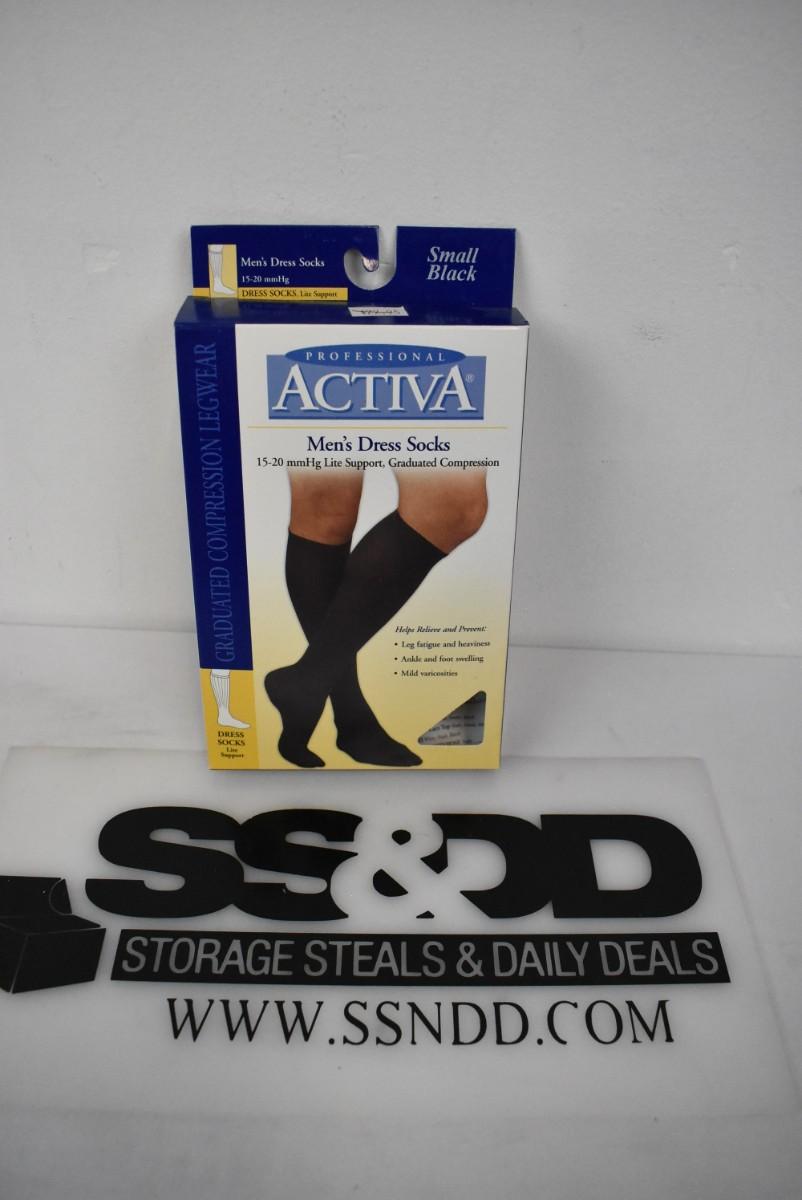 Men's Dress Socks
15-20 mmHg
DRESS SOCKS Lite Support
Small
Black
GRADUATED COMPRESSION LEGWEAR
PROFESSIONAL
ACTIVA®
Men's Dress Socks
15-20 mmHg Lite Support, Graduated Compression
Helps Relieve and Prevent:
• Leg fatigue and heaviness
• Ankle and foot swelling
• Mild varicosities
DRESS
SOCKS
Lite
Support
SS&DD
STORAGE STEALS & DAILY DEALS
WWW.SSNDD.COM